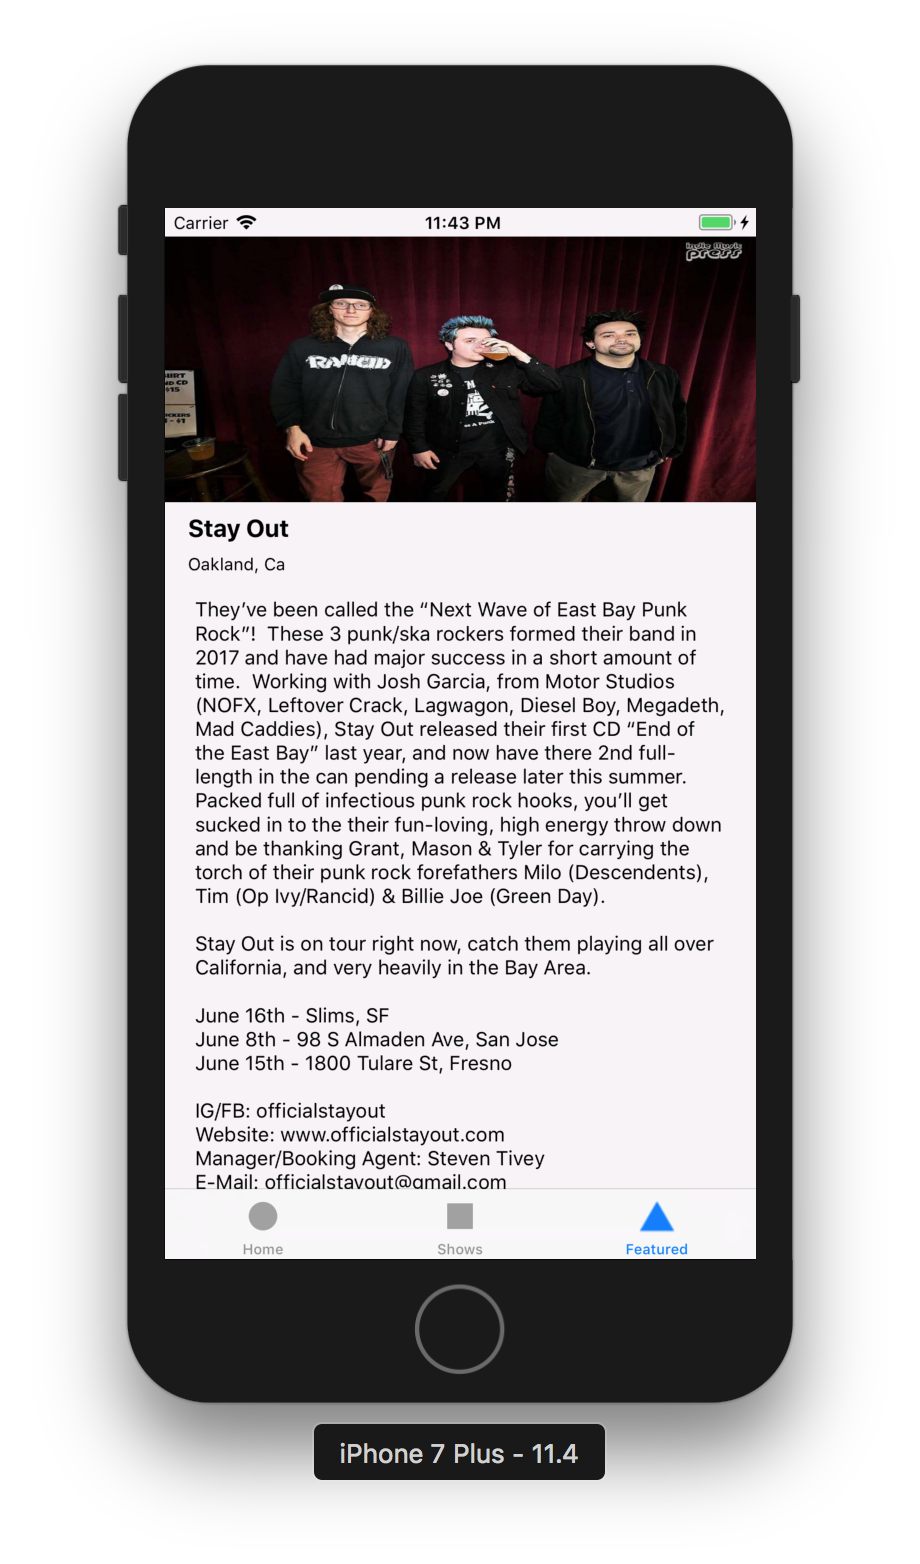 Carrier 11:43 PM
indie Music
press
RANCID
SHIRT
AND CD
$15
- $1
Stay Out
Oakland, Ca
They’ve been called the “Next Wave of East Bay Punk
Rock”!  These 3 punk/ska rockers formed their band in
2017 and have had major success in a short amount of
time.  Working with Josh Garcia, from Motor Studios
(NOFX, Leftover Crack, Lagwagon, Diesel Boy, Megadeth,
Mad Caddies), Stay Out released their first CD “End of
the East Bay” last year, and now have there 2nd full-
length in the can pending a release later this summer.
Packed full of infectious punk rock hooks, you’ll get
sucked in to the their fun-loving, high energy throw down
and be thanking Grant, Mason & Tyler for carrying the
torch of their punk rock forefathers Milo (Descendents),
Tim (Op Ivy/Rancid) & Billie Joe (Green Day).
Stay Out is on tour right now, catch them playing all over
California, and very heavily in the Bay Area.
June 16th - Slims, SF
June 8th - 98 S Almaden Ave, San Jose
June 15th - 1800 Tulare St, Fresno
IG/FB: officialstayout
Website: www.officialstayout.com
Manager/Booking Agent: Steven Tivey
E-Mail: officialstayout@gmail.com
Home Shows Featured
iPhone 7 Plus - 11.4